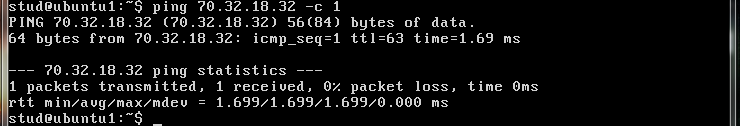 stud@ubuntu1:~$ ping 70.32.18.32 -c 1
PING 70.32.18.32 (70.32.18.32) 56(84) bytes of data.
64 bytes from 70.32.18.32: icmp_seq=1 ttl=63 time=1.69 ms
--- 70.32.18.32 ping statistics ---
1 packets transmitted, 1 received, 0% packet loss, time 0ms
rtt min/avg/max/mdev = 1.699/1.699/1.699/0.000 ms
stud@ubuntu1:~$ _